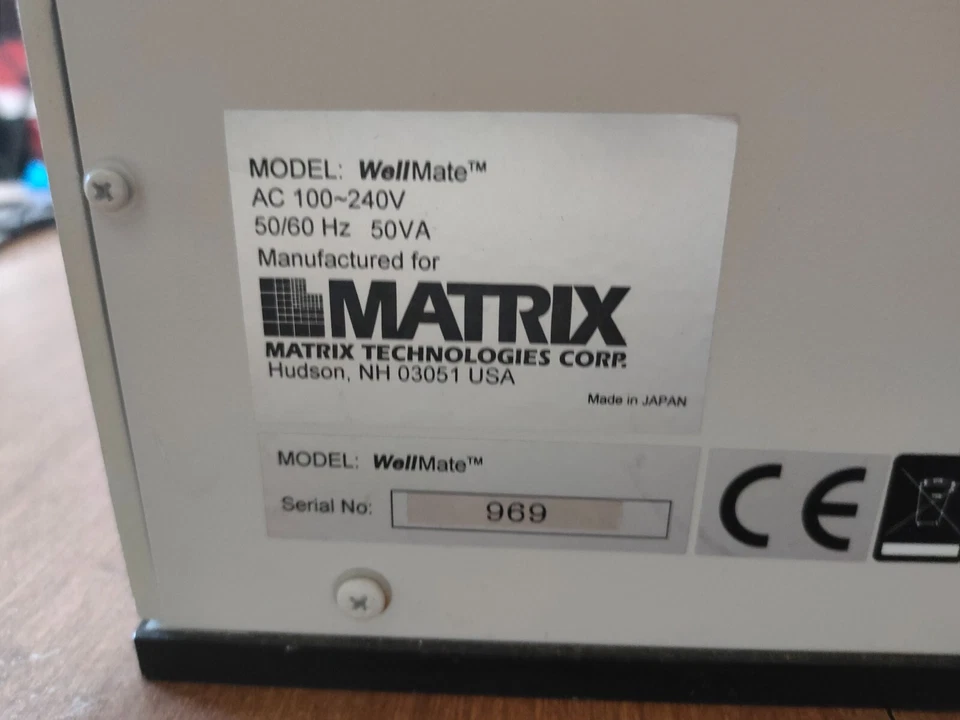 MODEL: WellMate™
AC 100~240V
50/60 Hz 50VA
Manufactured for
MATRIX
MATRIX TECHNOLOGIES CORP.
Hudson, NH 03051 USA
Made in JAPAN
MODEL: WellMate™
Serial No: 969
CE